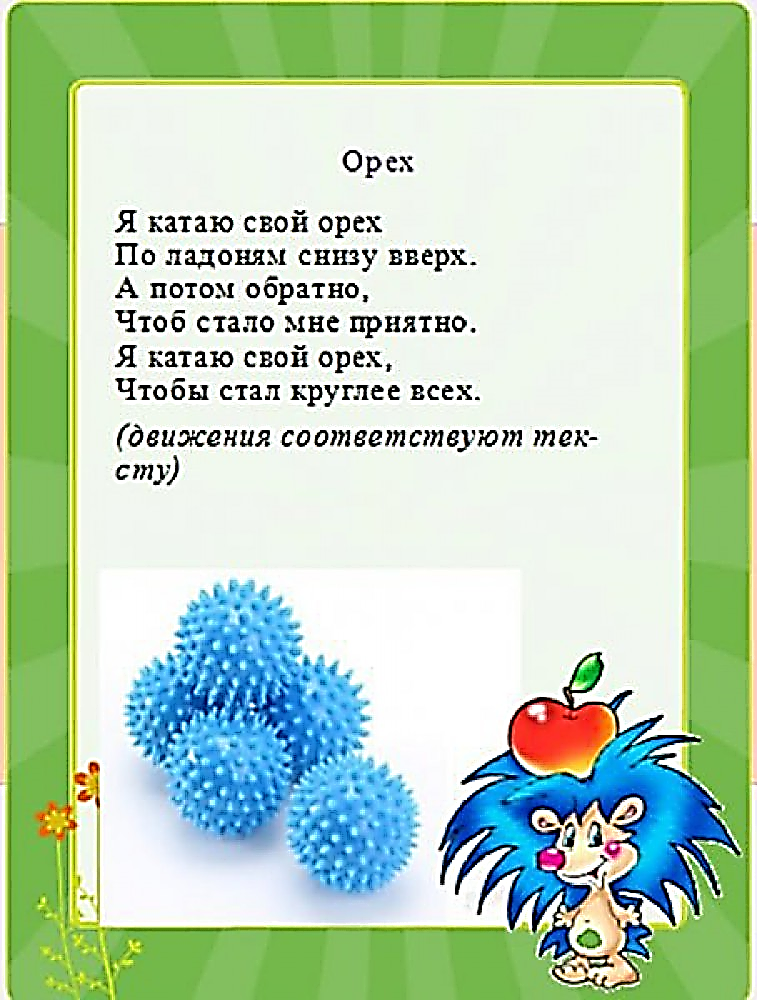 Орех
Я катаю свой орех
По ладоням снизу вверх.
А потом обратно,
Чтоб стало мне приятно.
Я катаю свой орех,
Чтобы стал круглее всех.
(движения соответствуют тек-
сту)